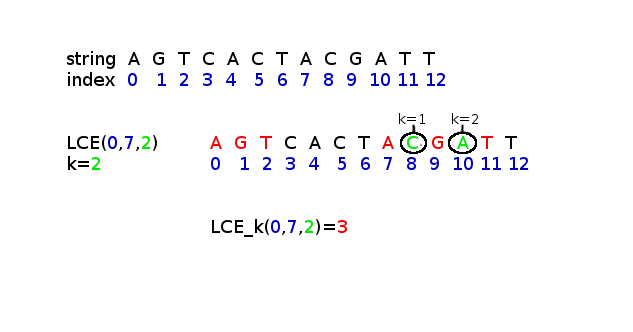 string A G T C A C T A C G A T T
index 0 1 2 3 4 5 6 7 8 9 10 11 12
k=1 k=2
LCE(0,7,2) A G T C A C T A C G A T T
k=2 0 1 2 3 4 5 6 7 8 9 10 11 12
LCE_k(0,7,2)=3